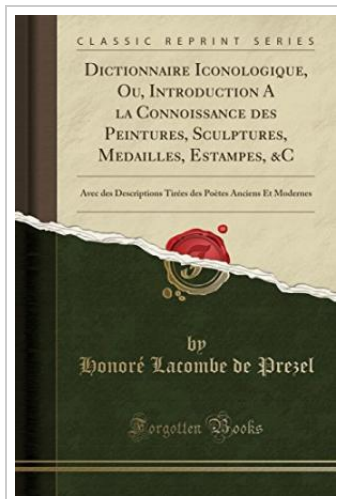 CLASSIC REPRINT SERIES
DICTIONNAIRE ICONOLOGIQUE,
OU, INTRODUCTION A
LA CONNOISSANCE DES
PEINTURES, SCULPTURES,
MEDAILLES, ESTAMPES, &C
Avec des Descriptions Tirées des Poètes Anciens Et Modernes
by
Honoré Lacombe de Prezel
Forgotten Books